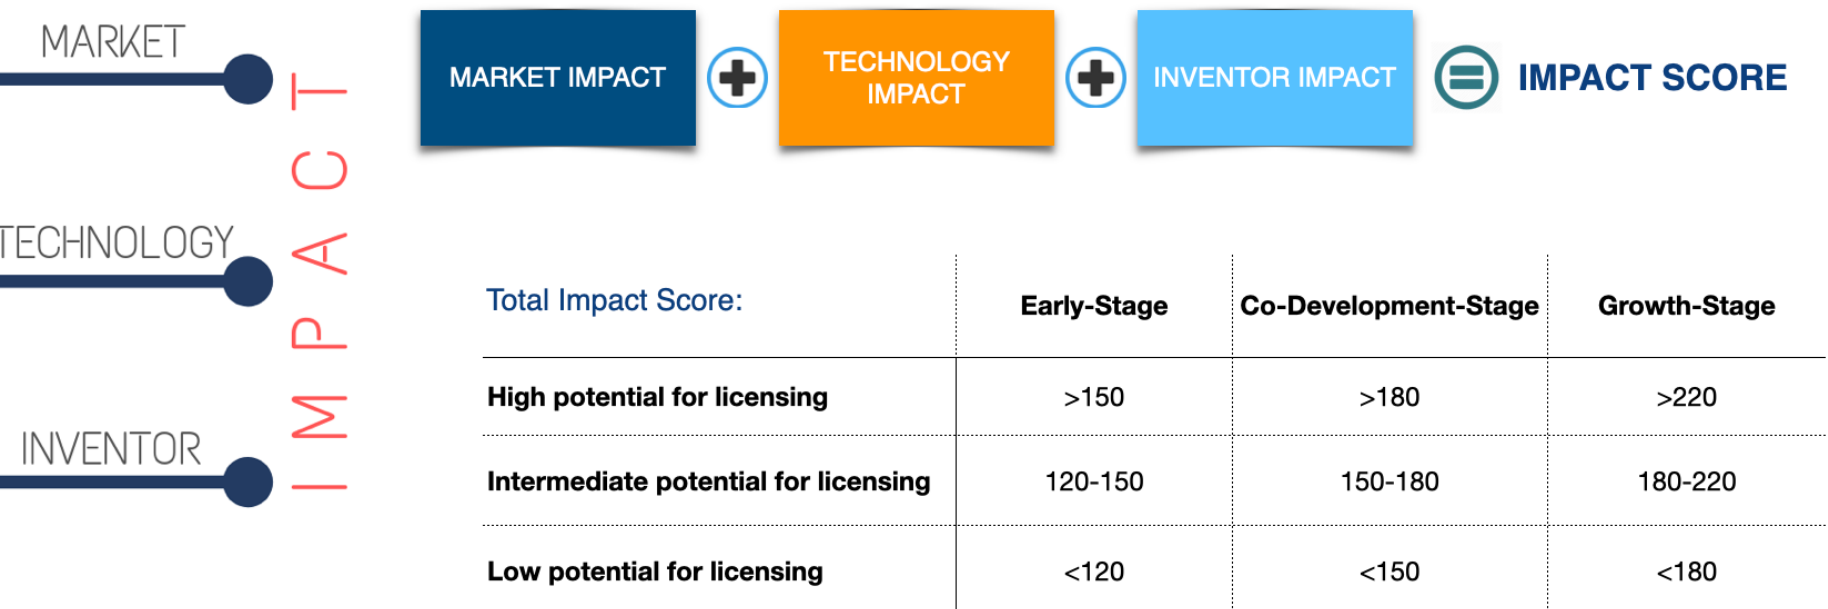 MARKET
TECHNOLOGY
INVENTOR
IMPACT
MARKET IMPACT
TECHNOLOGY
IMPACT
INVENTOR IMPACT
IMPACT SCORE
Total Impact Score:
Early-Stage
Co-Development-Stage
Growth-Stage
High potential for licensing
>150
>180
>220
Intermediate potential for licensing
120-150
150-180
180-220
Low potential for licensing
<120
<150
<180